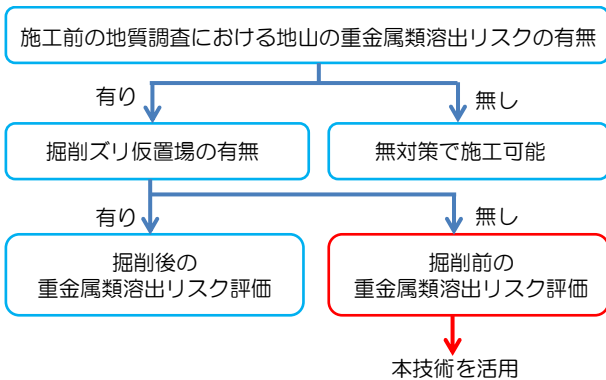 施工前の地質調査における地山の重金属類溶出リスクの有無
有り
無し
掘削ズリ仮置場の有無
無対策で施工可能
有り
無し
掘削後の
重金属類溶出リスク評価
掘削前の
重金属類溶出リスク評価
本技術を活用